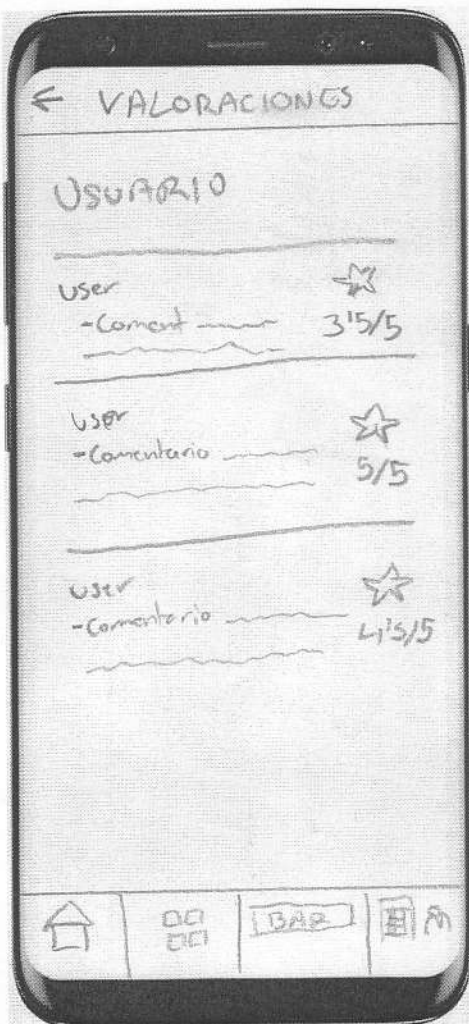 ← VALORACIONES
USUARIO
user
-Coment
3'5/5
user
-Comentario
5/5
user
-Comentario
4'5/5
BAR